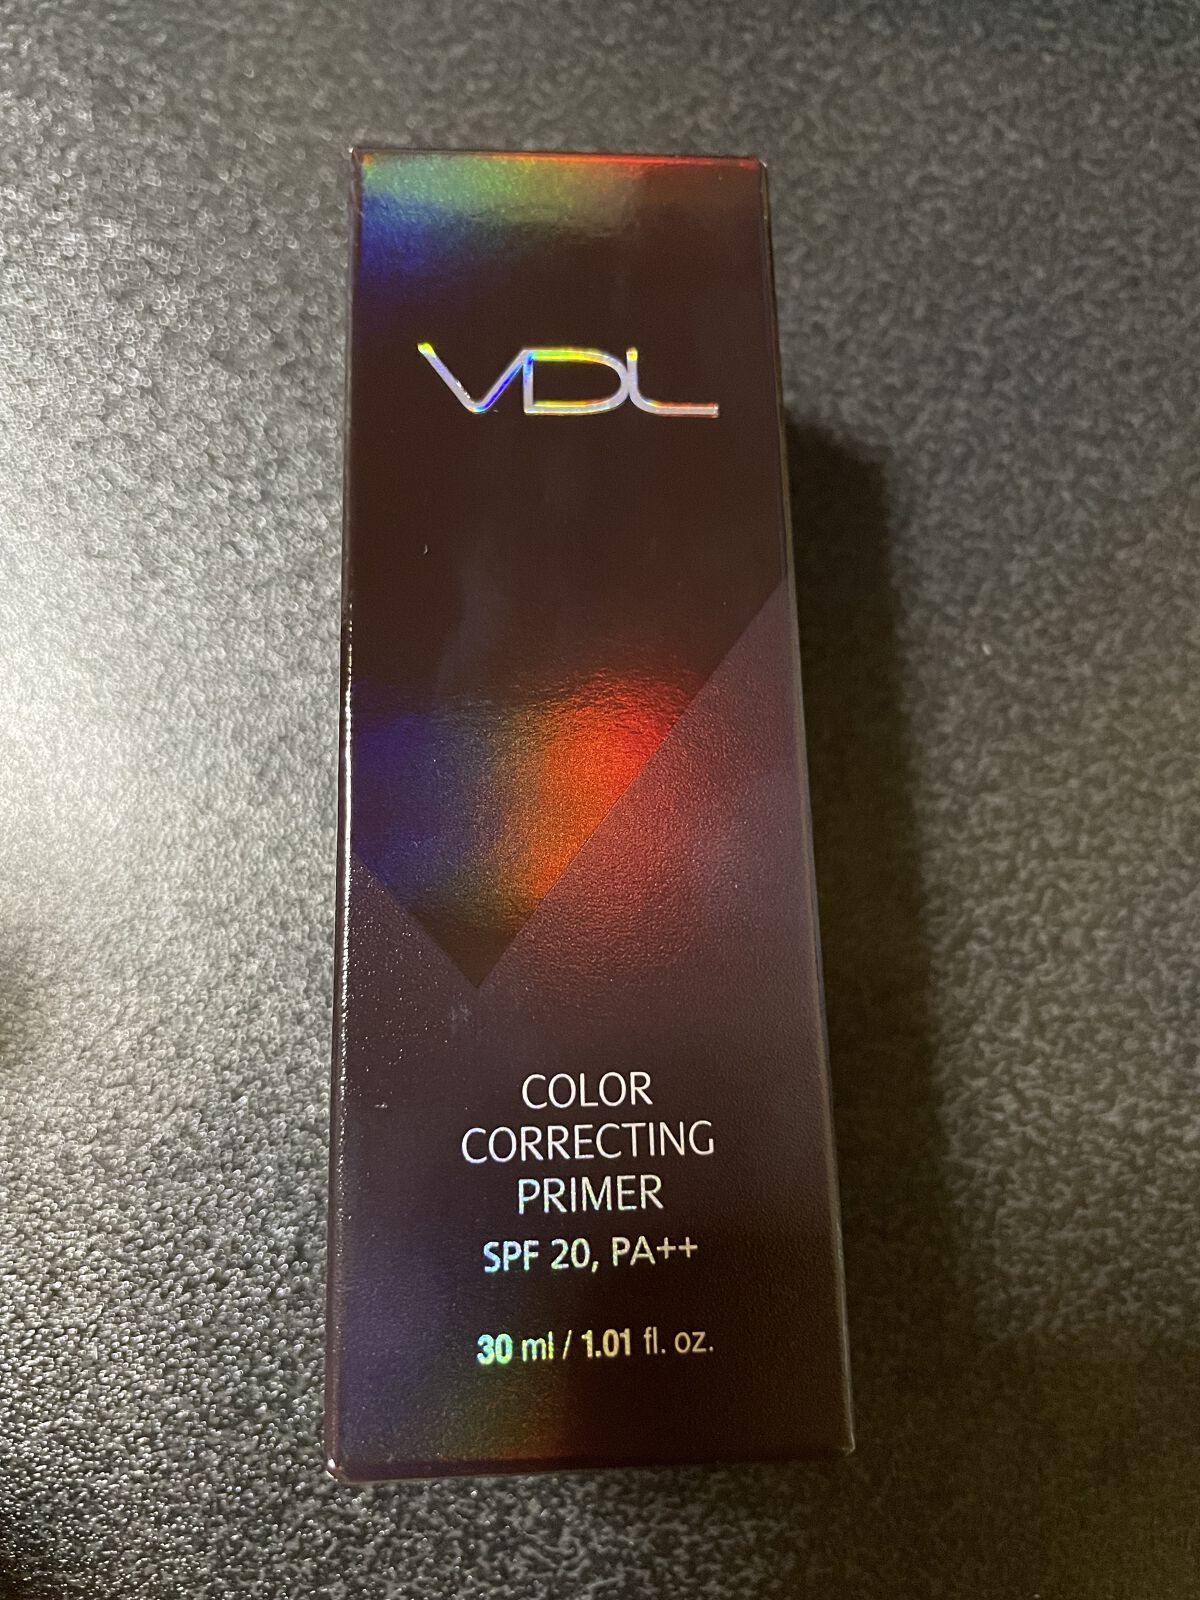 VDL
COLOR
CORRECTING
PRIMER
SPF 20, PA++
30 ml / 1.01 fl. oz.